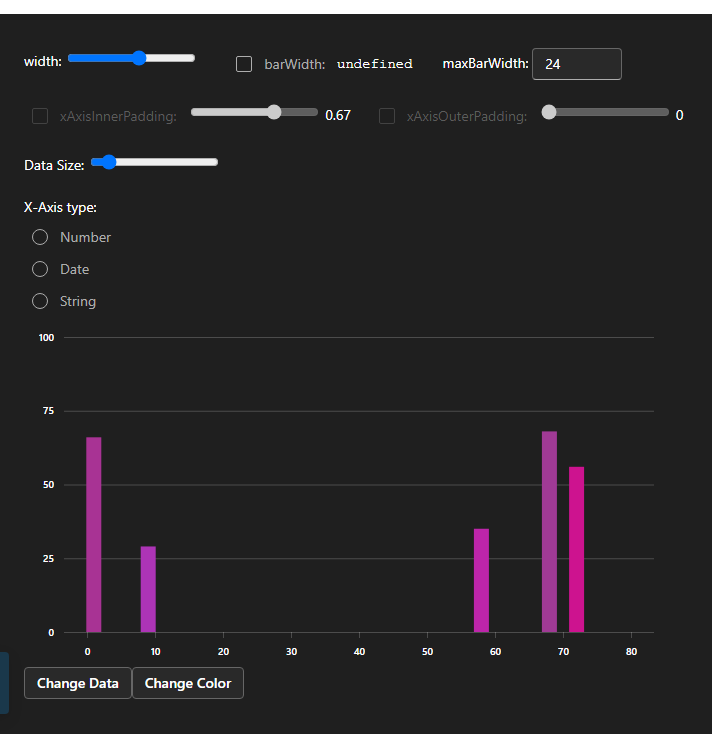 width: barWidth: undefined maxBarWidth: 24
xAxisInnerPadding: 0.67 xAxisOuterPadding: 0
Data Size:
X-Axis type:
Number
Date
String
100
75
50
25
0
0 10 20 30 40 50 60 70 80
Change Data Change Color